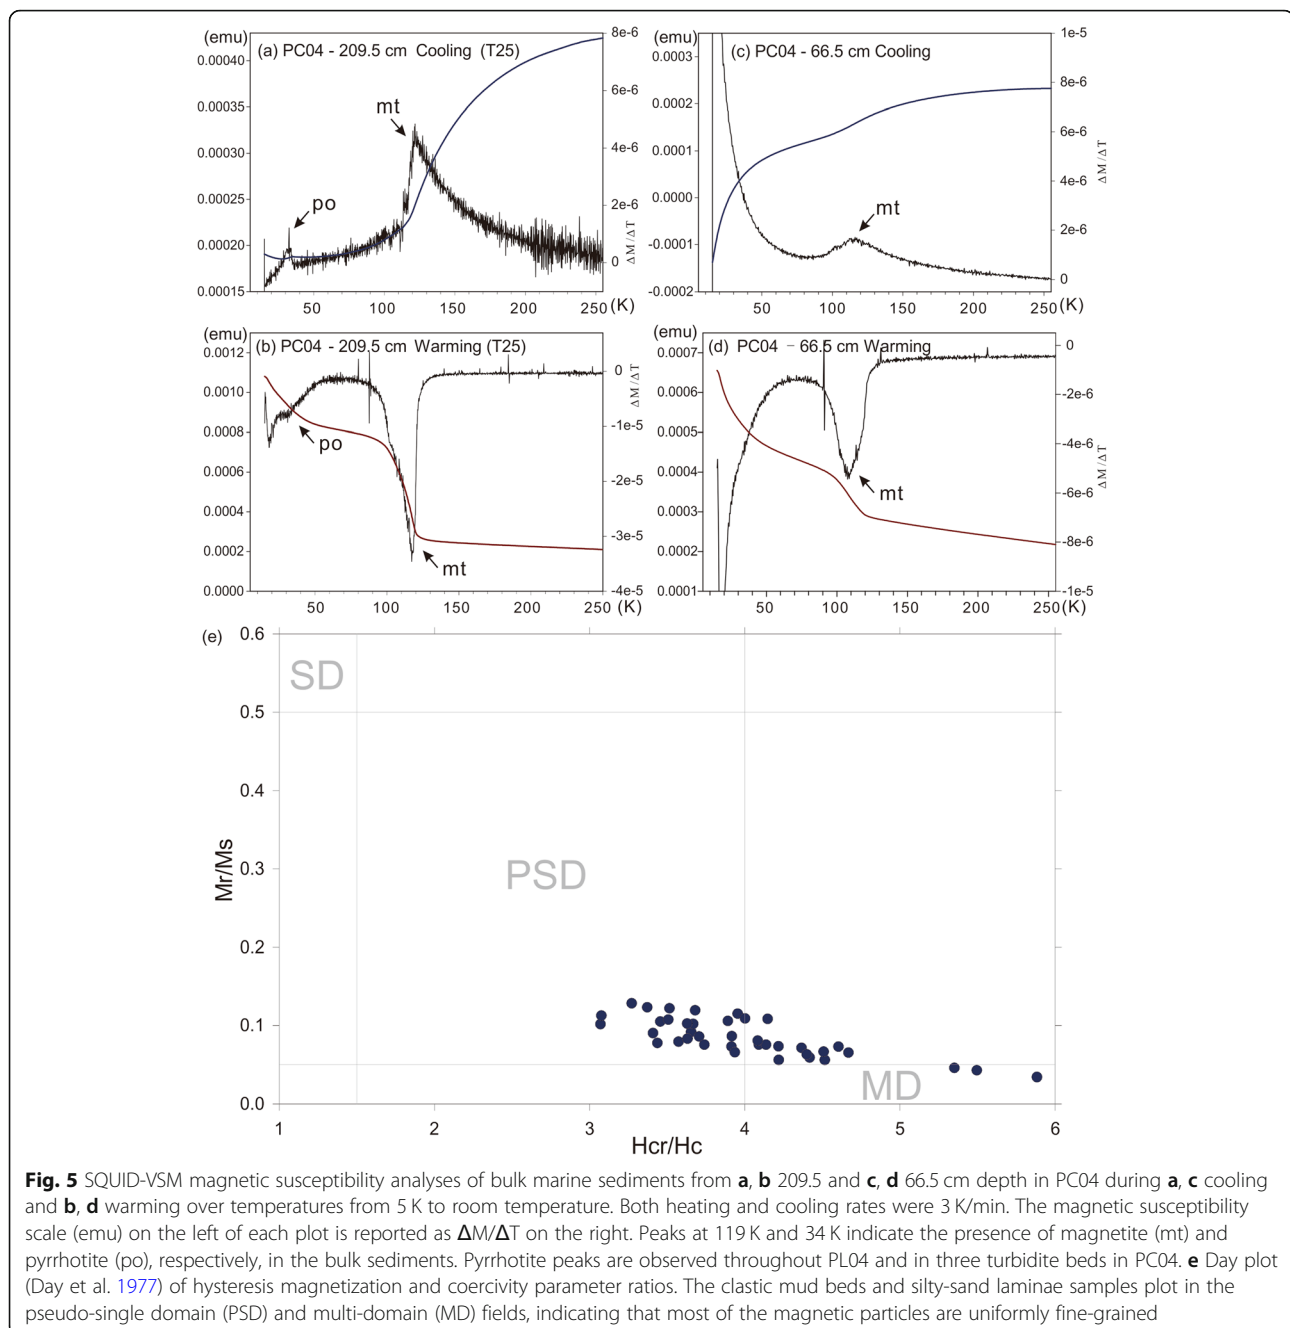 (emu)
(a) PC04 - 209.5 cm Cooling (T25)
8e-6
0.00040
6e-6
mt
0.00035
0.00030
4e-6
ΔM/ΔT
0.00025
po
2e-6
0.00020
0
0.00015
50
100
150
200
250
(K)
(emu)
(c) PC04 - 66.5 cm Cooling
1e-5
0.0003
8e-6
0.0002
6e-6
0.0001
4e-6
ΔM/ΔT
0.0000
mt
2e-6
-0.0001
0
-0.0002
50
100
150
200
250
(K)
(emu)
(b) PC04 - 209.5 cm Warming (T25)
0.0012
0
0.0010
ΔM/ΔT
-1e-5
0.0008
po
0.0006
-2e-5
0.0004
-3e-5
0.0002
mt
0.0000
-4e-5
50
100
150
200
250
(K)
(emu)
(d) PC04 - 66.5 cm Warming
0
0.0007
-2e-6
0.0006
0.0005
-4e-6
ΔM/ΔT
0.0004
mt
-6e-6
0.0003
-8e-6
0.0002
0.0001
-1e-5
50
100
150
200
250
(K)
(e)
0.6
SD
0.5
0.4
Mr/Ms
0.3
PSD
0.2
0.1
MD
0.0
1
2
3
4
5
6
Hcr/Hc
Fig. 5 SQUID-VSM magnetic susceptibility analyses of bulk marine sediments from a, b 209.5 and c, d 66.5 cm depth in PC04 during a, c cooling
and b, d warming over temperatures from 5 K to room temperature. Both heating and cooling rates were 3 K/min. The magnetic susceptibility
scale (emu) on the left of each plot is reported as ΔM/ΔT on the right. Peaks at 119 K and 34 K indicate the presence of magnetite (mt) and
pyrrhotite (po), respectively, in the bulk sediments. Pyrrhotite peaks are observed throughout PL04 and in three turbidite beds in PC04. e Day plot
(Day et al. 1977) of hysteresis magnetization and coercivity parameter ratios. The clastic mud beds and silty-sand laminae samples plot in the
pseudo-single domain (PSD) and multi-domain (MD) fields, indicating that most of the magnetic particles are uniformly fine-grained